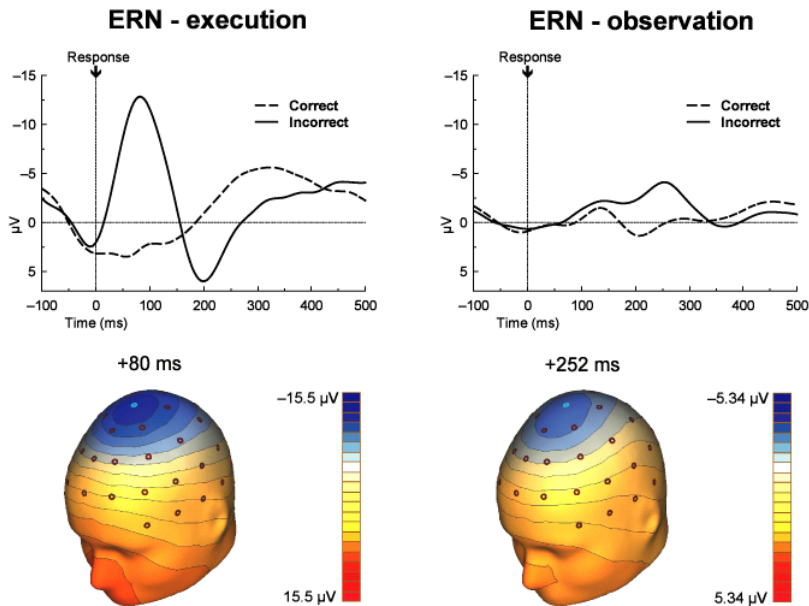 ERN - execution
Response
–15
–10
–5
0
5
µV
Correct
Incorrect
–100 0 100 200 300 400 500
Time (ms)
ERN - observation
Response
–15
–10
–5
0
5
µV
Correct
Incorrect
–100 0 100 200 300 400 500
Time (ms)
+80 ms
–15.5 µV
15.5 µV
+252 ms
–5.34 µV
5.34 µV